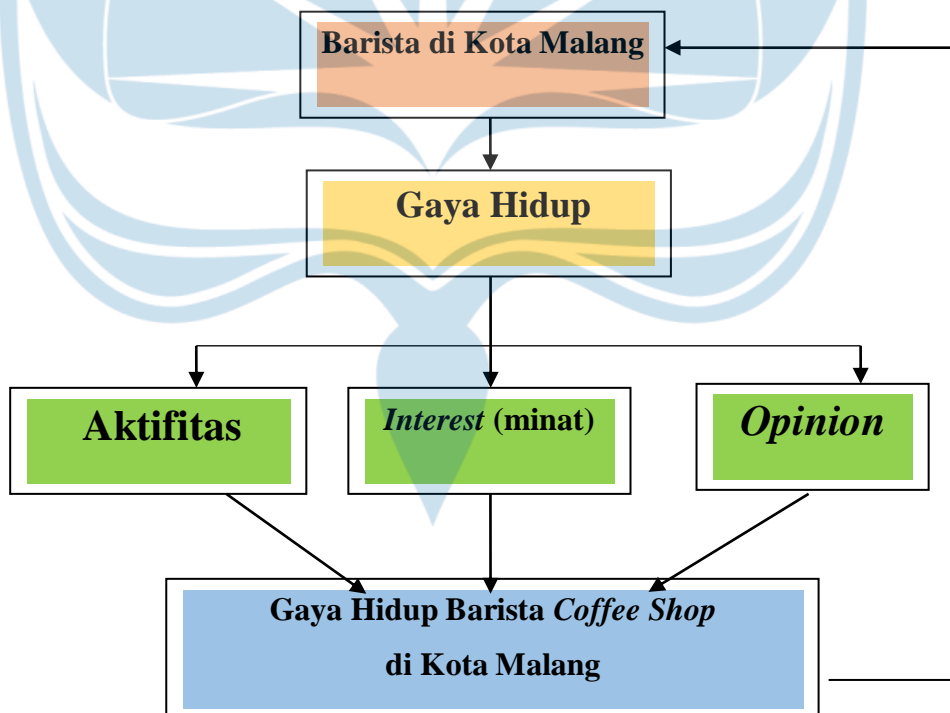 Barista di Kota Malang
Gaya Hidup
Aktifitas
Interest (minat)
Opinion
Gaya Hidup Barista Coffee Shop
di Kota Malang